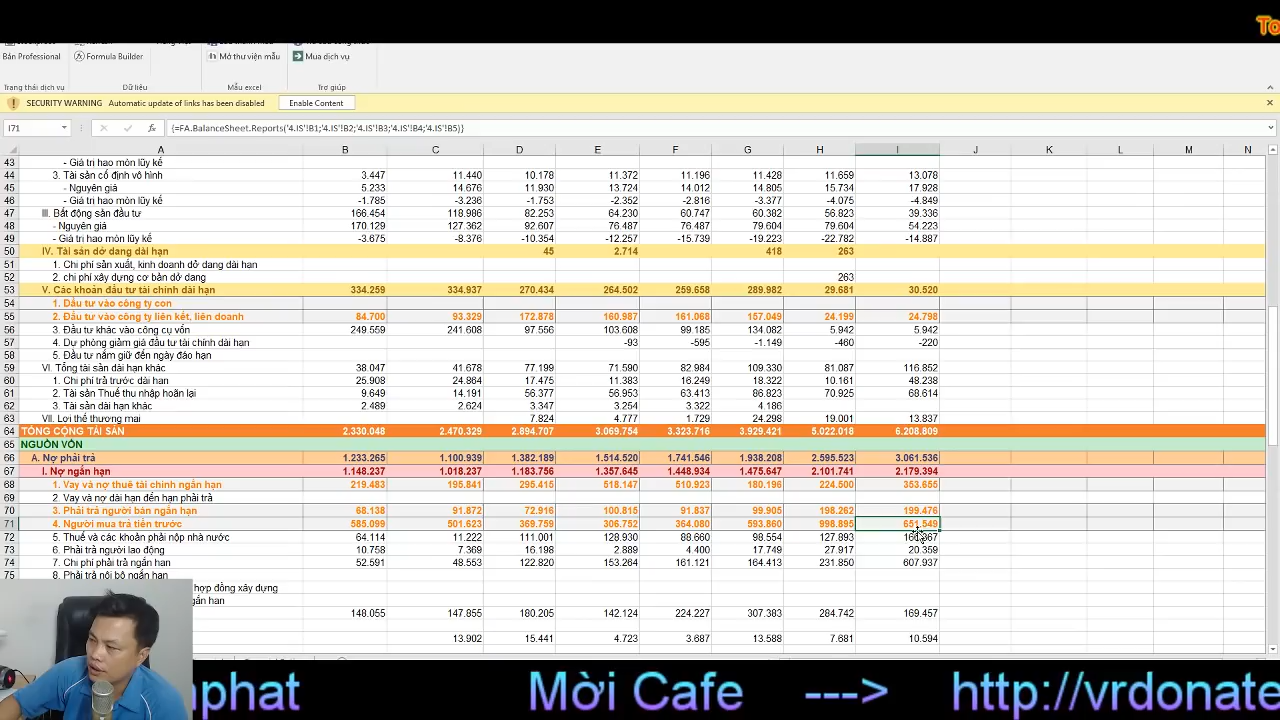 To
Bán Professional
Formula Builder
Mở thư viện mẫu
Mua dịch vụ
Trạng thái dịch vụ
Dữ liệu
Mẫu excel
Trợ giúp
SECURITY WARNING Automatic update of links has been disabled Enable Content
I71 fx {=FA.BalanceSheet.Reports('4.IS'!B1;'4.IS'!B2;'4.IS'!B3;'4.IS'!B4;'4.IS'!B5)}
A B C D E F G H I J K L M N
43 - Giá trị hao mòn lũy kế
44 3. Tài sản cố định vô hình 3.447 11.440 10.178 11.372 11.196 11.428 11.659 13.078
45 - Nguyên giá 5.233 14.676 11.930 13.724 14.012 14.805 15.734 17.928
46 - Giá trị hao mòn lũy kế -1.785 -3.236 -1.753 -2.352 -2.816 -3.377 -4.075 -4.849
47 III. Bất động sản đầu tư 166.454 118.986 82.253 64.230 60.747 60.382 56.823 39.336
48 - Nguyên giá 170.129 127.362 92.607 76.487 76.487 79.604 79.604 54.223
49 - Giá trị hao mòn lũy kế -3.675 -8.376 -10.354 -12.257 -15.739 -19.223 -22.782 -14.887
50 IV. Tài sản dở dang dài hạn 45 2.714 418 263
51 1. Chi phí sản xuất, kinh doanh dở dang dài hạn
52 2. chi phí xây dựng cơ bản dở dang 263
53 V. Các khoản đầu tư tài chính dài hạn 334.259 334.937 270.434 264.502 259.658 289.982 29.681 30.520
54 1. Đầu tư vào công ty con
55 2. Đầu tư vào công ty liên kết, liên doanh 84.700 93.329 172.878 160.987 161.068 157.049 24.199 24.798
56 3. Đầu tư khác vào công cụ vốn 249.559 241.608 97.556 103.608 99.185 134.082 5.942 5.942
57 4. Dự phòng giảm giá đầu tư tài chính dài hạn -93 -595 -1.149 -460 -220
58 5. Đầu tư nắm giữ đến ngày đáo hạn
59 VI. Tổng tài sản dài hạn khác 38.047 41.678 77.199 71.590 82.984 109.330 81.087 116.852
60 1. Chi phí trả trước dài hạn 25.908 24.864 17.475 11.383 16.249 18.322 10.161 48.238
61 2. Tài sản Thuế thu nhập hoãn lại 9.649 14.191 56.377 56.953 63.413 86.823 70.925 68.614
62 3. Tài sản dài hạn khác 2.489 2.624 3.347 3.254 3.322 4.186
63 VII. Lợi thế thương mại 7.824 4.777 1.729 24.298 19.001 13.837
64 TỔNG CỘNG TÀI SẢN 2.330.048 2.470.329 2.894.707 3.069.754 3.323.716 3.929.421 5.022.018 6.208.809
65 NGUỒN VỐN
66 A. Nợ phải trả 1.233.265 1.100.939 1.382.189 1.514.520 1.741.546 1.938.208 2.595.523 3.061.536
67 I. Nợ ngắn hạn 1.148.237 1.018.237 1.183.756 1.357.645 1.448.934 1.475.647 2.101.741 2.179.394
68 1. Vay và nợ thuê tài chính ngắn hạn 219.483 195.841 295.415 518.147 510.923 180.196 224.500 353.655
69 2. Vay và nợ dài hạn đến hạn phải trả
70 3. Phải trả người bán ngắn hạn 68.138 91.872 72.916 100.815 91.837 99.905 198.262 199.476
71 4. Người mua trả tiền trước 585.099 501.623 369.759 306.752 364.080 593.860 998.895 651.549
72 5. Thuế và các khoản phải nộp nhà nước 64.114 11.222 111.001 128.930 88.660 98.554 127.893
73 6. Phải trả người lao động 10.758 7.369 16.198 2.889 4.400 17.749 27.917 20.359
74 7. Chi phí phải trả ngắn hạn 52.591 48.553 122.820 153.264 161.121 164.413 231.850 607.937
75 8. Phải trả nội bộ ngắn hạn
hợp đồng xây dựng
ngắn hạn
148.055 147.855 180.205 142.124 224.227 307.383 284.742 169.457
13.902 15.441 4.723 3.687 13.588 7.681 10.594
phat Mời Cafe ---> http://vrdonate